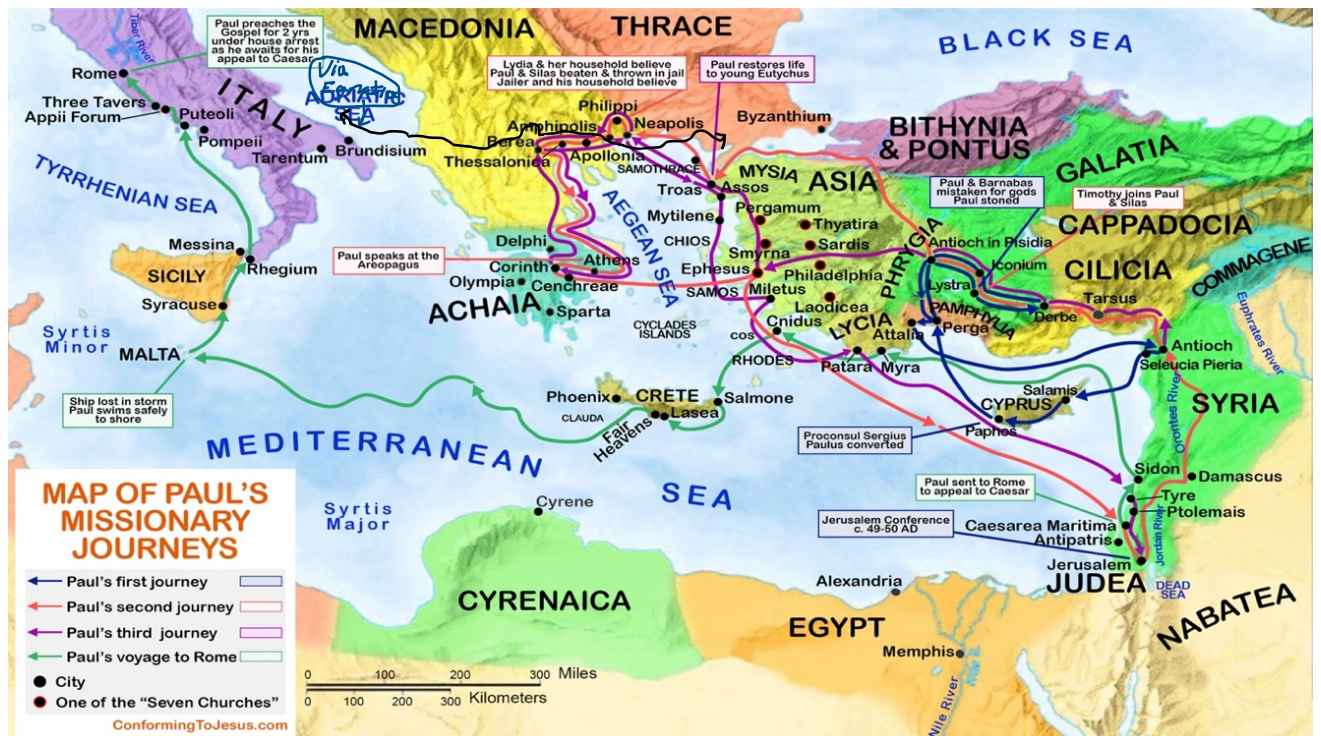 MACEDONIA
THRACE
BLACK SEA
Tiber River
Paul preaches the
Gospel for 2 yrs
under house arrest
as he awaits for his
appeal to Caesar
Via
ADRIATIC
SEA
Lydia & her household believe
Paul & Silas beaten & thrown in jail
Jailer and his household believe
Paul restores life
to young Eutychus
Rome
ITALY
Three Tavers
Appii Forum
Puteoli
Pompeii
Tarentum
Brundisium
Philippi
Amphipolis
Neapolis
Berea
Thessalonica
Apollonia
SAMOTHRACE
Byzanthium
BITHYNIA
& PONTUS
GALATIA
TYRRHENIAN SEA
Troas
Assos
MYSIA
ASIA
Paul & Barnabas
mistaken for gods
Paul stoned
Timothy joins Paul
& Silas
CAPPADOCIA
AEGEAN SEA
Mytilene
Pergamum
Thyatira
CHIOS
Smyrna
Sardis
PHRYGIA
Antioch in Pisidia
COMMAGENE
Messina
Rhegium
SICILY
Syracuse
Paul speaks at the
Areopagus
Delphi
Corinth
Athens
Olympia
Cenchreae
ACHAIA
Sparta
Ephesus
Philadelphia
SAMOS
Miletus
Laodicea
Iconium
Lystra
CILICIA
Derbe
Tarsus
Euphrates River
Syrtis
Minor
MALTA
CYCLADES
ISLANDS
COS
Cnidus
LYCIA
Attalia
PAMPHYLIA
Perga
RHODES
Patara
Myra
Antioch
Seleucia Pieria
Ship lost in storm
Paul swims safely
to shore
Phoenix
CRETE
Salmone
CLAUDA
Fair
Heavens
Lasea
Salamis
CYPRUS
Paphos
Orontes River
SYRIA
MEDITERRANEAN
SEA
Proconsul Sergius
Paulus converted
Sidon
Damascus
Paul sent to Rome
to appeal to Caesar
Tyre
Ptolemais
Syrtis
Major
Cyrene
Jerusalem Conference
c. 49-50 AD
Caesarea Maritima
Antipatris
Jordan River
Jerusalem
JUDEA
DEAD
SEA
NABATEA
CYRENAICA
Alexandria
EGYPT
Memphis
Nile R.
Nile River
MAP OF PAUL'S
MISSIONARY
JOURNEYS
Paul's first journey
Paul's second journey
Paul's third journey
Paul's voyage to Rome
City
One of the "Seven Churches"
ConformingToJesus.com
0 100 200 300 Miles
0 100 200 300 Kilometers